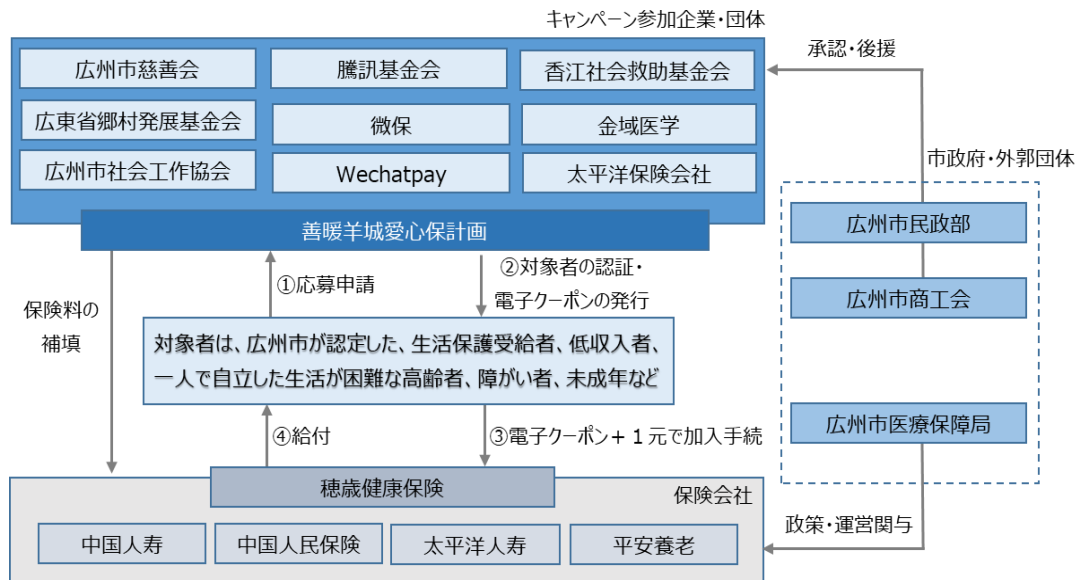 キャンペーン参加企業・団体
広州市慈善会
騰訊基金会
香江社会救助基金会
広東省郷村発展基金会
微保
金域医学
広州市社会工作協会
Wechatpay
太平洋保険会社
善暖羊城愛心保計画
承認・後援
市政府・外郭団体
広州市民政部
広州市商工会
広州市医療保障局
①応募申請
②対象者の認証・
電子クーポンの発行
保険料の
補填
対象者は、広州市が認定した、生活保護受給者、低収入者、
一人で自立した生活が困難な高齢者、障がい者、未成年など
④給付
③電子クーポン+１元で加入手続
穂歳健康保険
保険会社
中国人寿
中国人民保険
太平洋人寿
平安養老
政策・運営関与